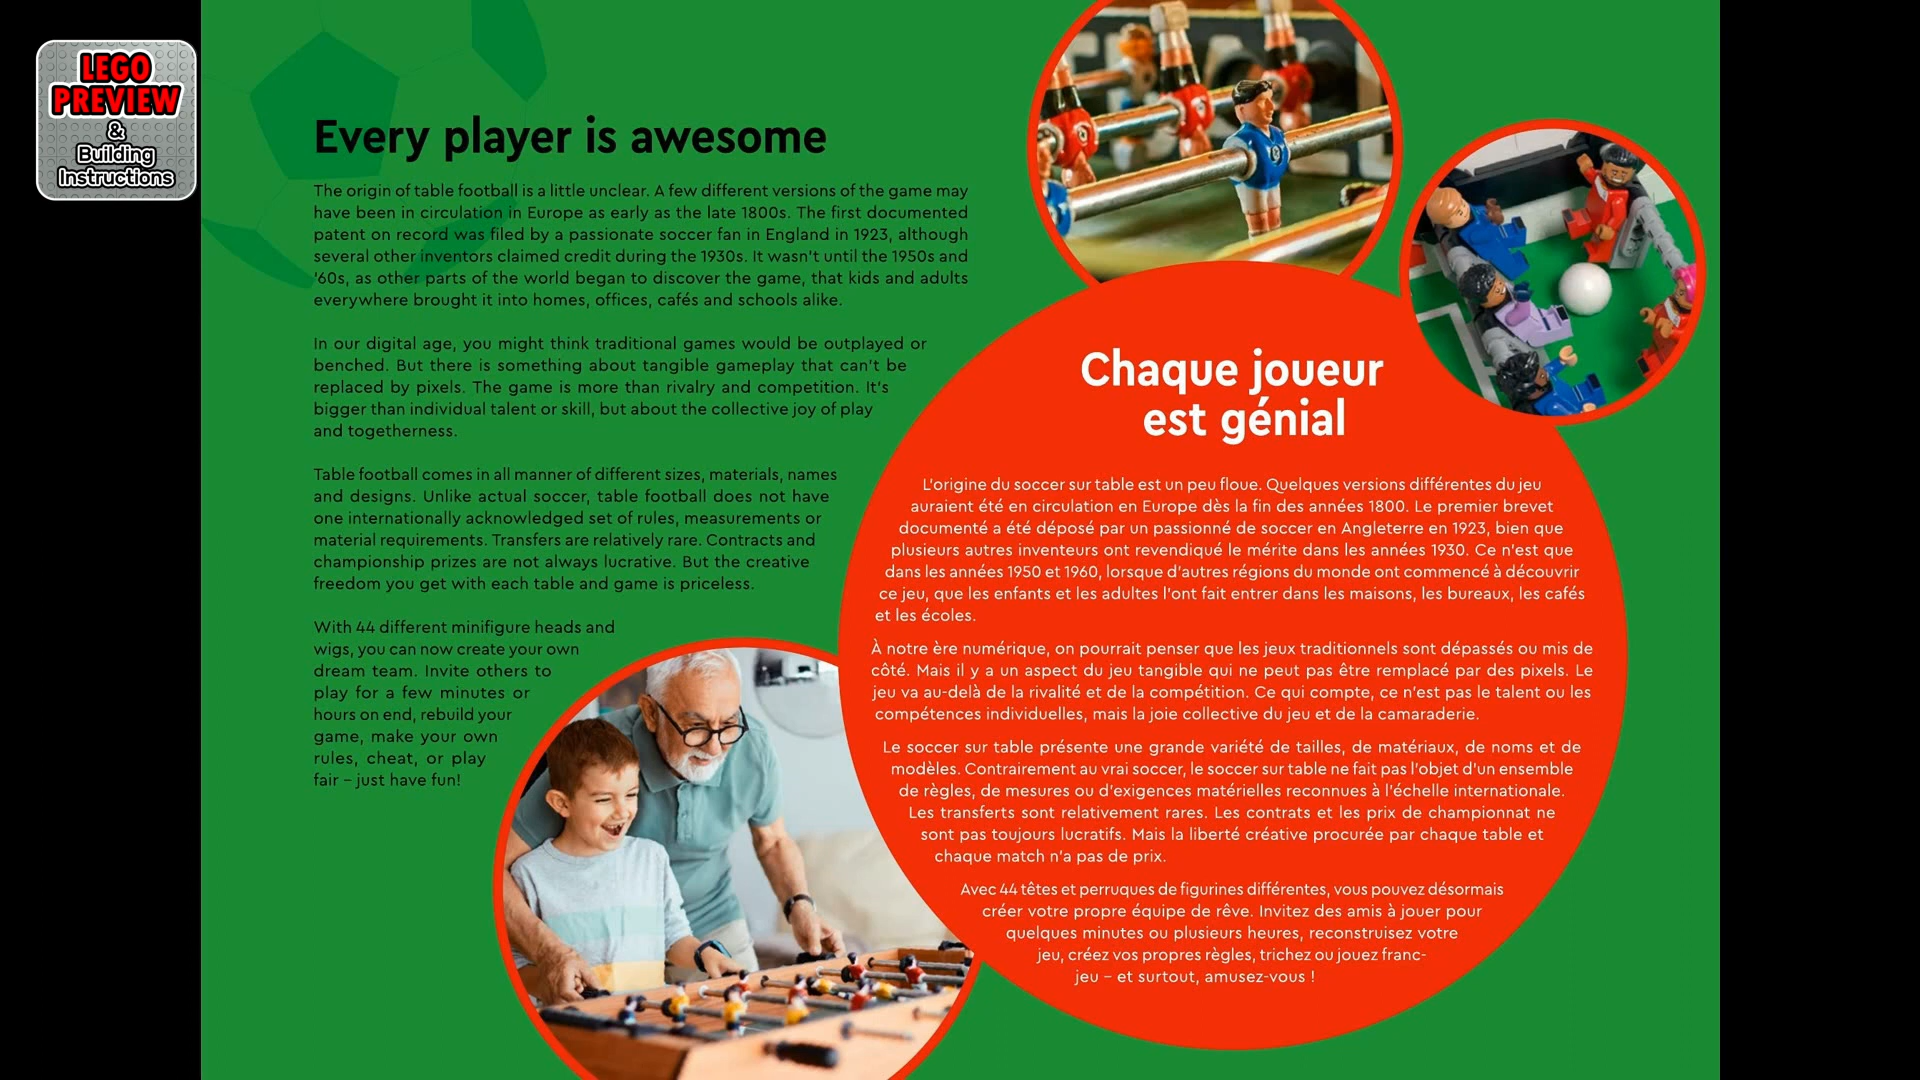 LEGO
PREVIEW
&
Building
Instructions
Every player is awesome
The origin of table football is a little unclear. A few different versions of the game may
have been in circulation in Europe as early as the late 1800s. The first documented
patent on record was filed by a passionate soccer fan in England in 1923, although
several other inventors claimed credit during the 1930s. It wasn't until the 1950s and
'60s, as other parts of the world began to discover the game, that kids and adults
everywhere brought it into homes, offices, cafés and schools alike.
In our digital age, you might think traditional games would be outplayed or
benched. But there is something about tangible gameplay that can't be
replaced by pixels. The game is more than rivalry and competition. It's
bigger than individual talent or skill, but about the collective joy of play
and togetherness.
Table football comes in all manner of different sizes, materials, names
and designs. Unlike actual soccer, table football does not have
one internationally acknowledged set of rules, measurements or
material requirements. Transfers are relatively rare. Contracts and
championship prizes are not always lucrative. But the creative
freedom you get with each table and game is priceless.
With 44 different minifigure heads and
wigs, you can now create your own
dream team. Invite others to
play for a few minutes or
hours on end, rebuild your
game, make your own
rules, cheat, or play
fair – just have fun!
Chaque joueur
est génial
L'origine du soccer sur table est un peu floue. Quelques versions différentes du jeu
auraient été en circulation en Europe dès la fin des années 1800. Le premier brevet
documenté a été déposé par un passionné de soccer en Angleterre en 1923, bien que
plusieurs autres inventeurs ont revendiqué le mérite dans les années 1930. Ce n'est que
dans les années 1950 et 1960, lorsque d'autres régions du monde ont commencé à découvrir
ce jeu, que les enfants et les adultes l'ont fait entrer dans les maisons, les bureaux, les cafés
et les écoles.
À notre ère numérique, on pourrait penser que les jeux traditionnels sont dépassés ou mis de
côté. Mais il y a un aspect du jeu tangible qui ne peut pas être remplacé par des pixels. Le
jeu va au-delà de la rivalité et de la compétition. Ce qui compte, ce n'est pas le talent ou les
compétences individuelles, mais la joie collective du jeu et de la camaraderie.
Le soccer sur table présente une grande variété de tailles, de matériaux, de noms et de
modèles. Contrairement au vrai soccer, le soccer sur table ne fait pas l'objet d'un ensemble
de règles, de mesures ou d'exigences matérielles reconnues à l'échelle internationale.
Les transferts sont relativement rares. Les contrats et les prix de championnat ne
sont pas toujours lucratifs. Mais la liberté créative procurée par chaque table et
chaque match n'a pas de prix.
Avec 44 têtes et perruques de figurines différentes, vous pouvez désormais
créer votre propre équipe de rêve. Invitez des amis à jouer pour
quelques minutes ou plusieurs heures, reconstruisez votre
jeu, créez vos propres règles, trichez ou jouez franc-
jeu – et surtout, amusez-vous !